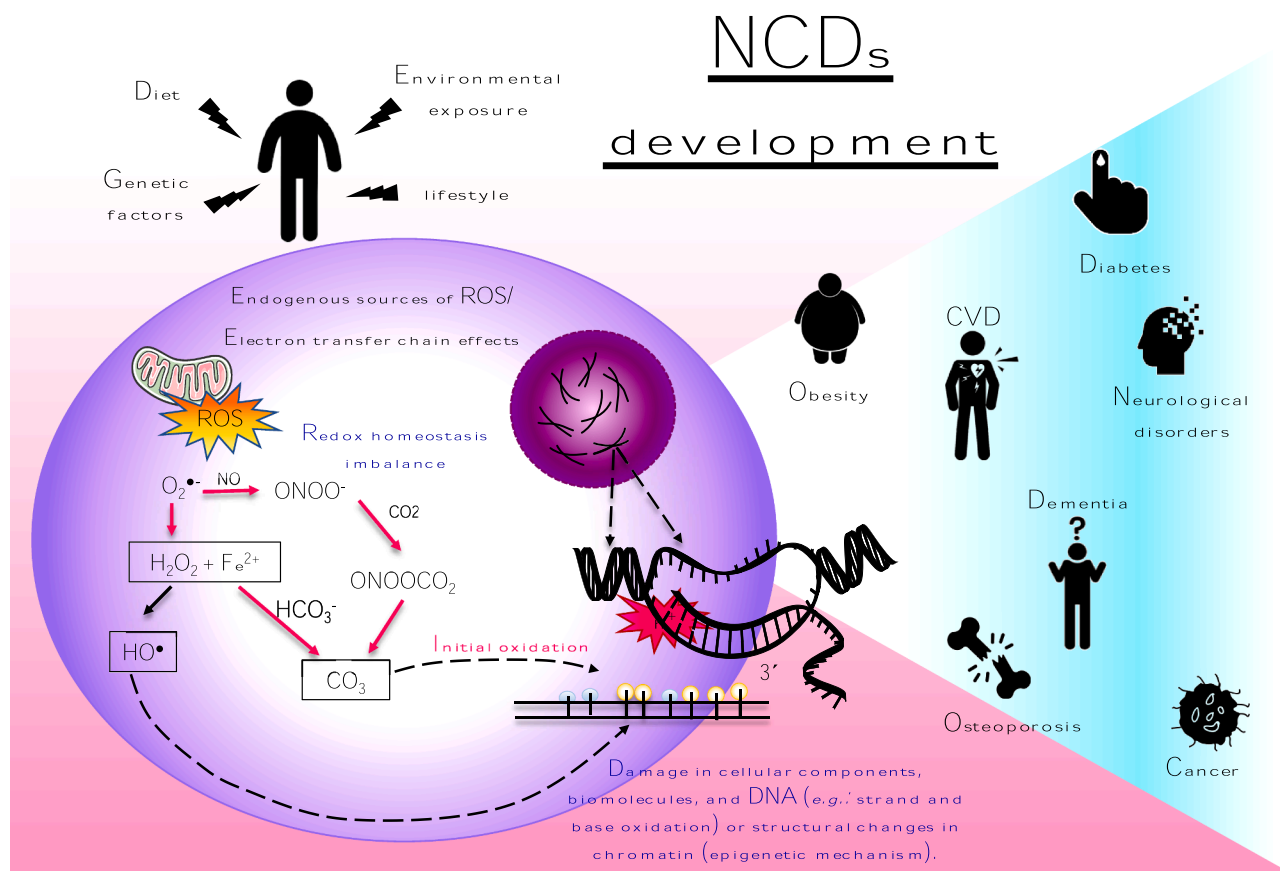 NCDs
development
Diet
Environmental
exposure
Genetic
factors
lifestyle
Endogenous sources of ROS/
Electron transfer chain effects
ROS
Redox homeostasis
imbalance
O₂•-
NO
ONOO-
CO2
H₂O₂ + Fe²⁺
ONOOCO₂
HCO₃-
HO•
CO₃
Initial oxidation
3´
Damage in cellular components,
biomolecules, and DNA (e.g.: strand and
base oxidation) or structural changes in
chromatin (epigenetic mechanism).
Diabetes
Obesity
CVD
Neurological
disorders
Dementia
?
Osteoporosis
Cancer